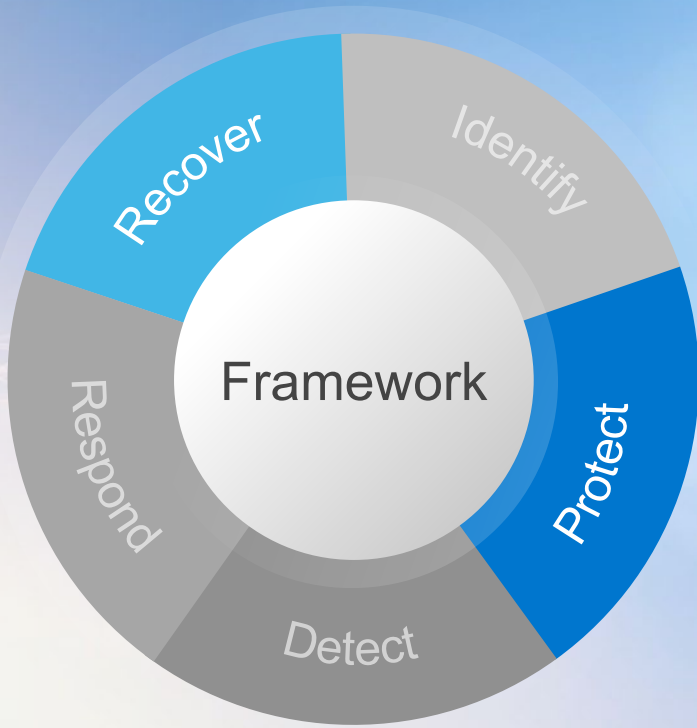 Framework
Identify
Protect
Detect
Respond
Recover